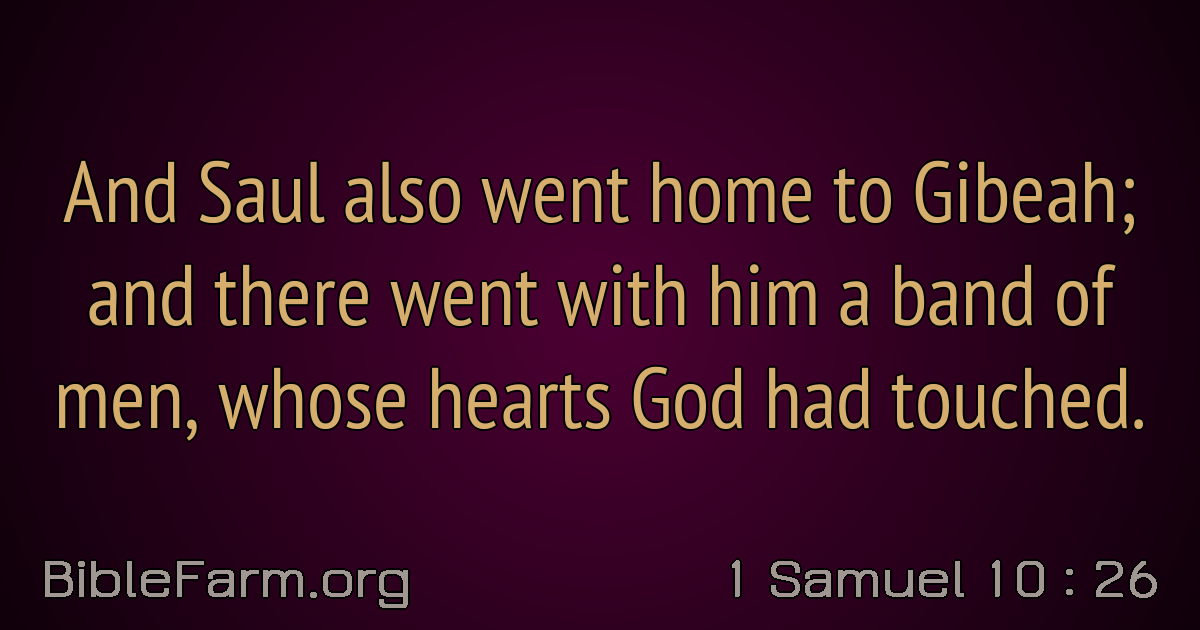 And Saul also went home to Gibeah;
and there went with him a band of
men, whose hearts God had touched.
BibleFarm.org
1 Samuel 10 : 26